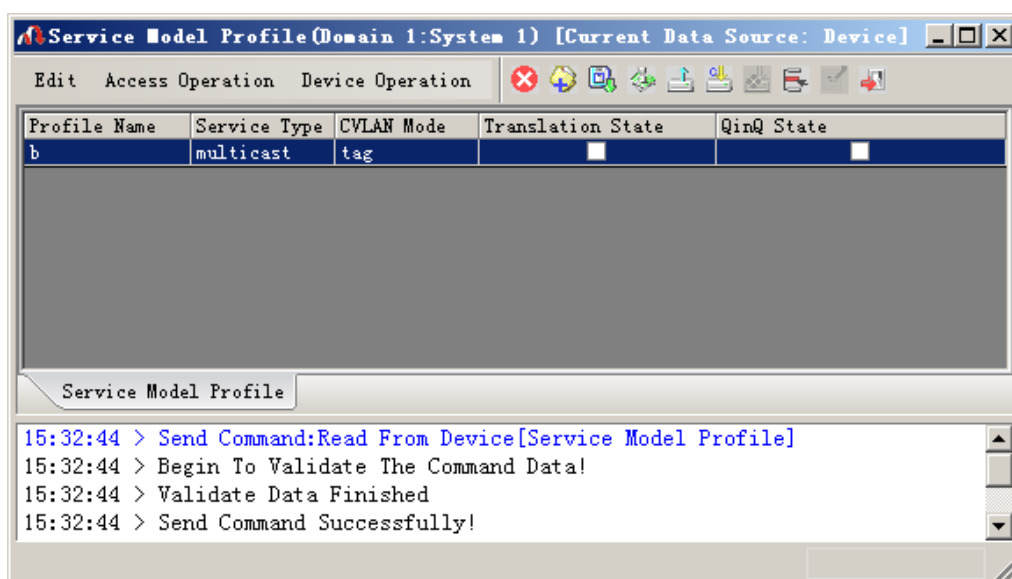 Service Model Profile(Domain 1:System 1) [Current Data Source: Device]
Edit Access Operation Device Operation
Profile Name Service Type CVLAN Mode Translation State QinQ State
b multicast tag
Service Model Profile
15:32:44 > Send Command:Read From Device[Service Model Profile]
15:32:44 > Begin To Validate The Command Data!
15:32:44 > Validate Data Finished
15:32:44 > Send Command Successfully!